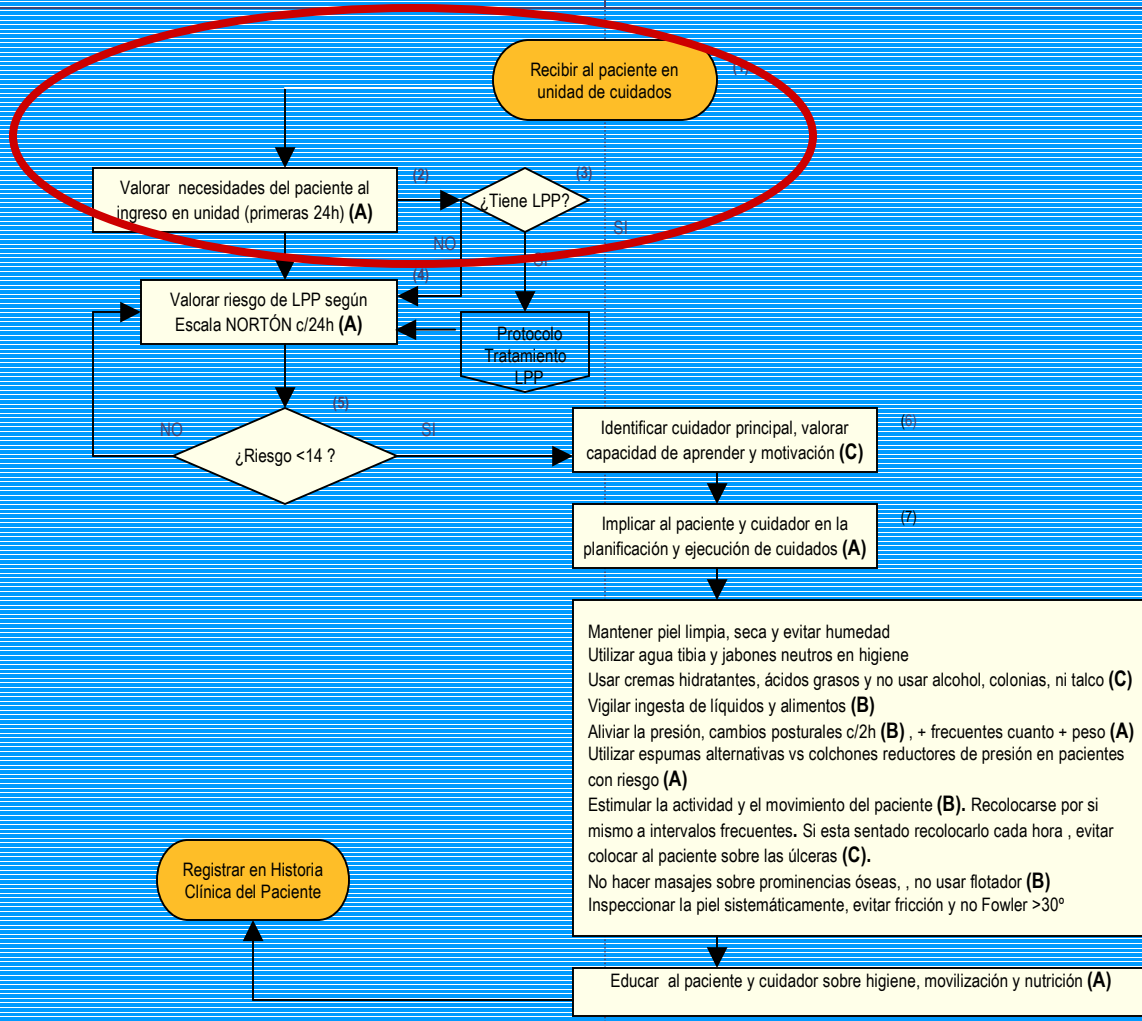 Recibir al paciente en
unidad de cuidados
(1)
Valorar necesidades del paciente al
ingreso en unidad (primeras 24h) (A)
(2)
¿Tiene LPP?
(3)
NO
SI
SI
(4)
Valorar riesgo de LPP según
Escala NORTÓN c/24h (A)
Protocolo
Tratamiento
LPP
(5)
NO
¿Riesgo <14 ?
SI
Identificar cuidador principal, valorar
capacidad de aprender y motivación (C)
(6)
Implicar al paciente y cuidador en la
planificación y ejecución de cuidados (A)
(7)
Mantener piel limpia, seca y evitar humedad
Utilizar agua tibia y jabones neutros en higiene
Usar cremas hidratantes, ácidos grasos y no usar alcohol, colonias, ni talco (C)
Vigilar ingesta de líquidos y alimentos (B)
Aliviar la presión, cambios posturales c/2h (B) , + frecuentes cuanto + peso (A)
Utilizar espumas alternativas vs colchones reductores de presión en pacientes
con riesgo (A)
Estimular la actividad y el movimiento del paciente (B). Recolocarse por si
mismo a intervalos frecuentes. Si esta sentado recolocarlo cada hora , evitar
colocar al paciente sobre las úlceras (C).
No hacer masajes sobre prominencias óseas, , no usar flotador (B)
Inspeccionar la piel sistemáticamente, evitar fricción y no Fowler >30º
Registrar en Historia
Clínica del Paciente
Educar al paciente y cuidador sobre higiene, movilización y nutrición (A)